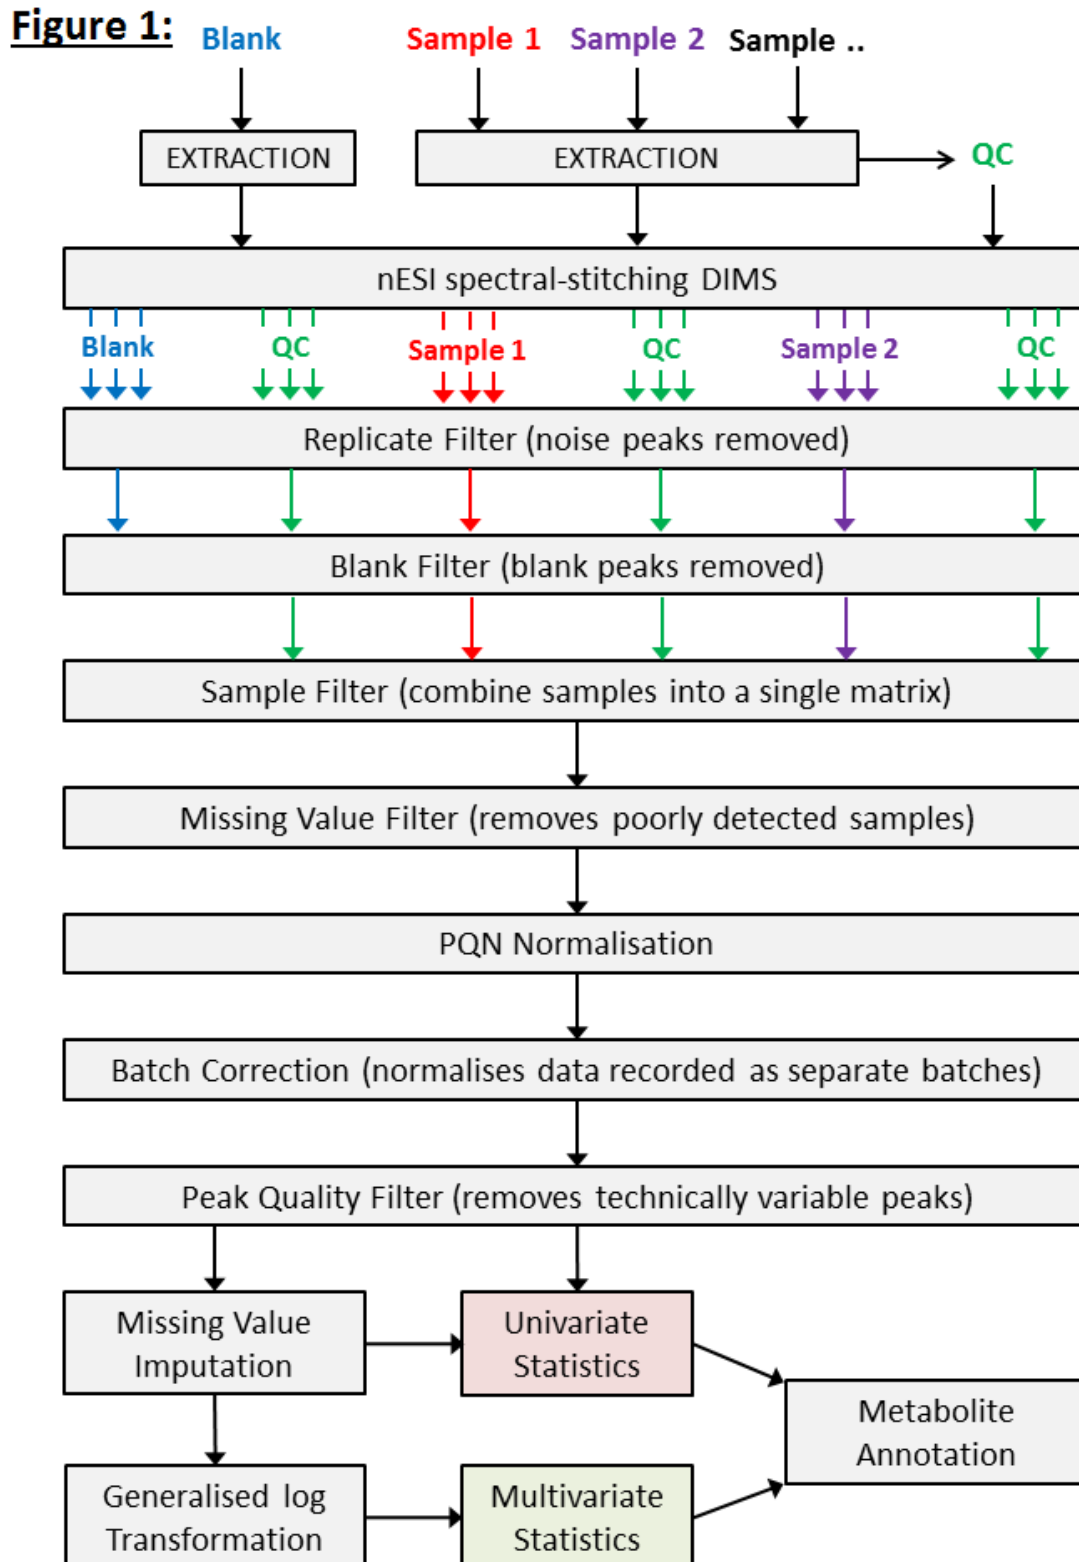 Figure 1:
Blank
Sample 1
Sample 2
Sample ..
EXTRACTION
EXTRACTION
QC
nESI spectral-stitching DIMS
Blank
QC
Sample 1
QC
Sample 2
QC
Replicate Filter (noise peaks removed)
Blank Filter (blank peaks removed)
Sample Filter (combine samples into a single matrix)
Missing Value Filter (removes poorly detected samples)
PQN Normalisation
Batch Correction (normalises data recorded as separate batches)
Peak Quality Filter (removes technically variable peaks)
Missing Value
Imputation
Univariate
Statistics
Metabolite
Annotation
Generalised log
Transformation
Multivariate
Statistics